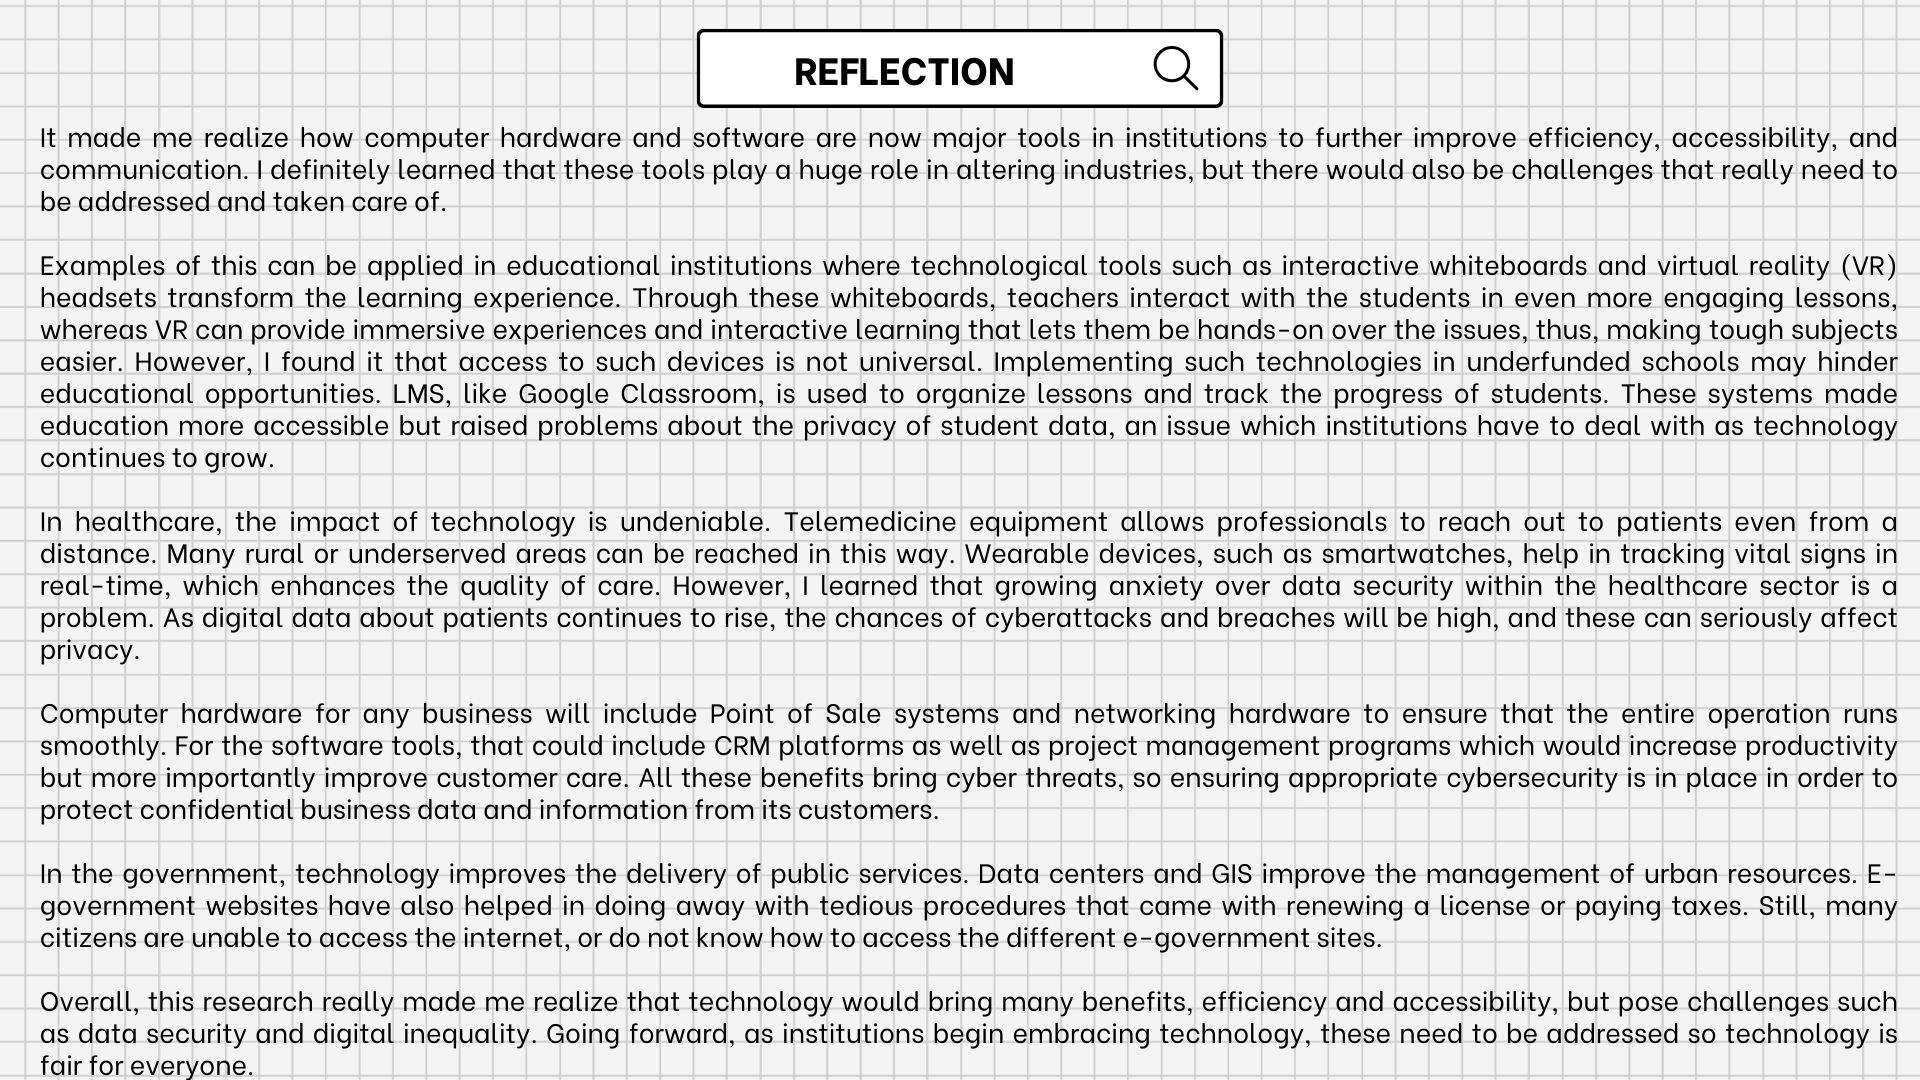 REFLECTION
It made me realize how computer hardware and software are now major tools in institutions to further improve efficiency, accessibility, and
communication. I definitely learned that these tools play a huge role in altering industries, but there would also be challenges that really need to
be addressed and taken care of.
Examples of this can be applied in educational institutions where technological tools such as interactive whiteboards and virtual reality (VR)
headsets transform the learning experience. Through these whiteboards, teachers interact with the students in even more engaging lessons,
whereas VR can provide immersive experiences and interactive learning that lets them be hands-on over the issues, thus, making tough subjects
easier. However, I found it that access to such devices is not universal. Implementing such technologies in underfunded schools may hinder
educational opportunities. LMS, like Google Classroom, is used to organize lessons and track the progress of students. These systems made
education more accessible but raised problems about the privacy of student data, an issue which institutions have to deal with as technology
continues to grow.
In healthcare, the impact of technology is undeniable. Telemedicine equipment allows professionals to reach out to patients even from a
distance. Many rural or underserved areas can be reached in this way. Wearable devices, such as smartwatches, help in tracking vital signs in
real-time, which enhances the quality of care. However, I learned that growing anxiety over data security within the healthcare sector is a
problem. As digital data about patients continues to rise, the chances of cyberattacks and breaches will be high, and these can seriously affect
privacy.
Computer hardware for any business will include Point of Sale systems and networking hardware to ensure that the entire operation runs
smoothly. For the software tools, that could include CRM platforms as well as project management programs which would increase productivity
but more importantly improve customer care. All these benefits bring cyber threats, so ensuring appropriate cybersecurity is in place in order to
protect confidential business data and information from its customers.
In the government, technology improves the delivery of public services. Data centers and GIS improve the management of urban resources. E-
government websites have also helped in doing away with tedious procedures that came with renewing a license or paying taxes. Still, many
citizens are unable to access the internet, or do not know how to access the different e-government sites.
Overall, this research really made me realize that technology would bring many benefits, efficiency and accessibility, but pose challenges such
as data security and digital inequality. Going forward, as institutions begin embracing technology, these need to be addressed so technology is
fair for everyone.